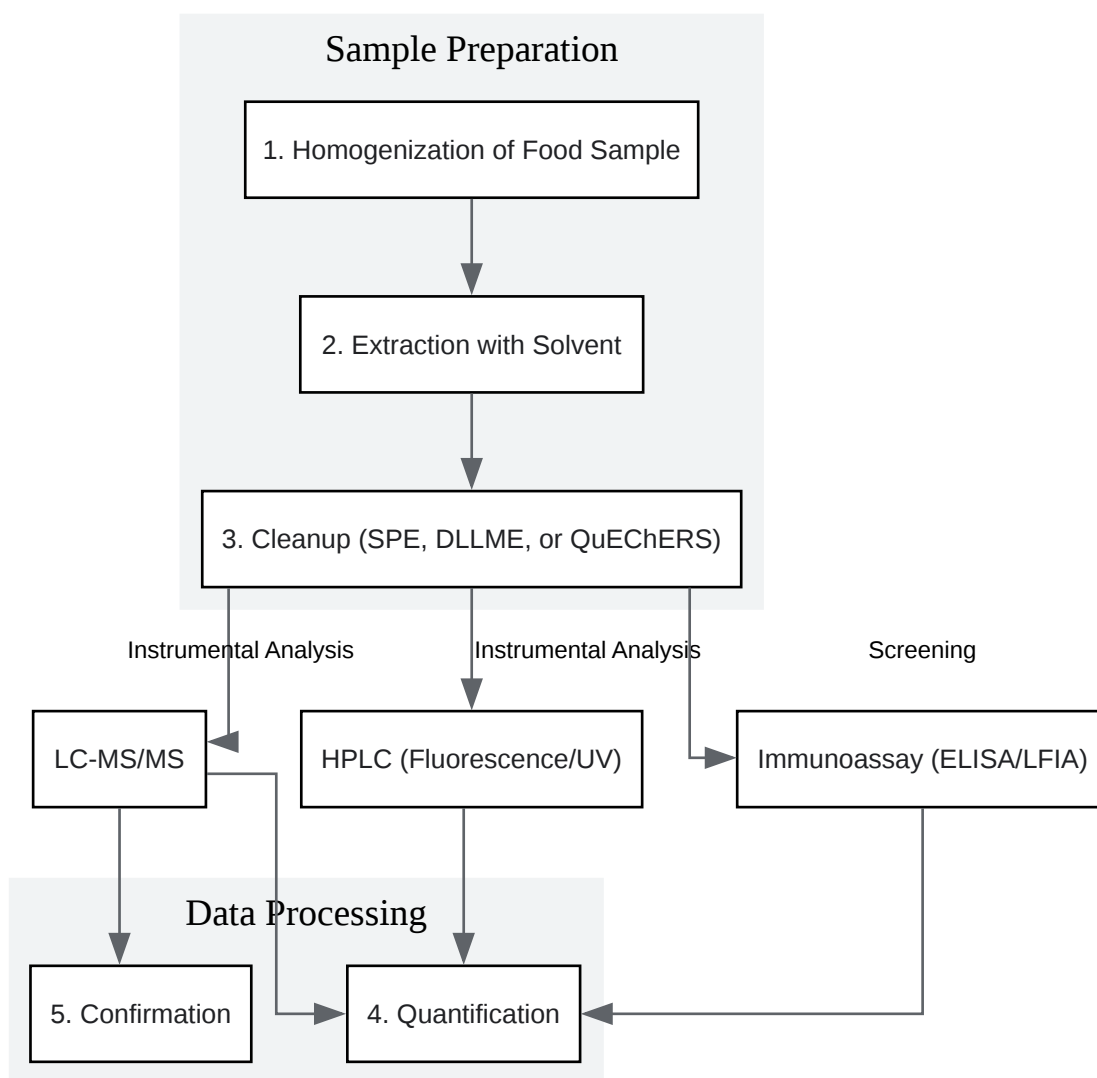 Sample Preparation
1. Homogenization of Food Sample
2. Extraction with Solvent
3. Cleanup (SPE, DLLME, or QuEChERS)
Instrumental Analysis
Instrumental Analysis
Screening
LC-MS/MS
HPLC (Fluorescence/UV)
Immunoassay (ELISA/LFIA)
Data Processing
5. Confirmation
4. Quantification